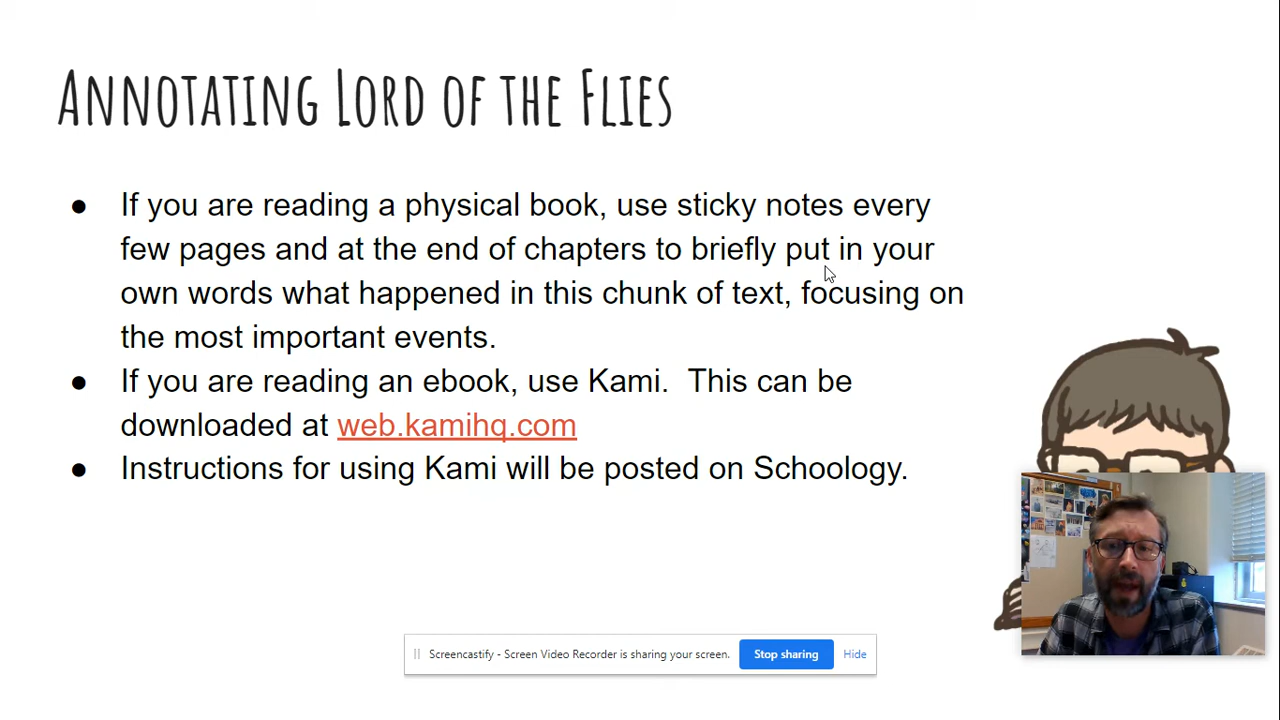 Annotating Lord of the Flies
● If you are reading a physical book, use sticky notes every
few pages and at the end of chapters to briefly put in your
own words what happened in this chunk of text, focusing on
the most important events.
● If you are reading an ebook, use Kami.  This can be
downloaded at web.kamihq.com
● Instructions for using Kami will be posted on Schoology.
Screencastify - Screen Video Recorder is sharing your screen. Stop sharing Hide